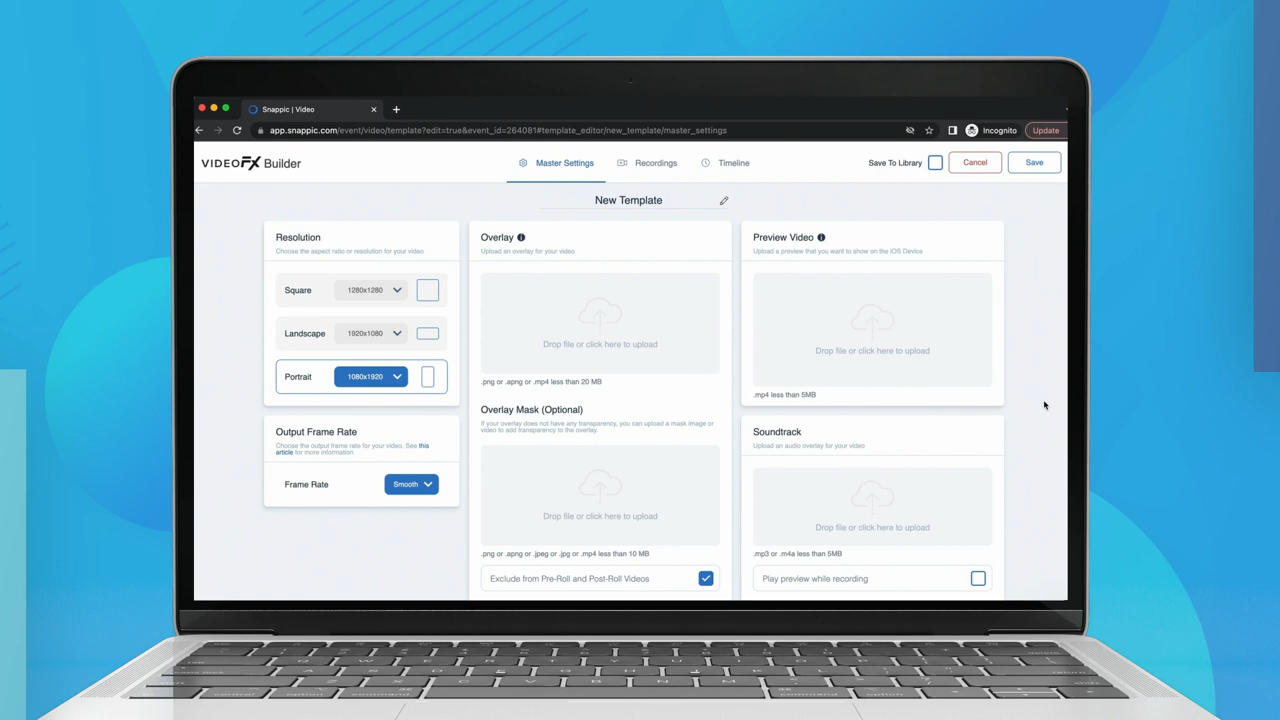 Snappic | Video
app.snappic.com/event/video/template?edit=true&event_id=264081#template_editor/new_template/master_settings
Incognito
Update
VIDEOFX Builder
Master Settings
Recordings
Timeline
Save To Library
Cancel
Save
New Template
Resolution
Choose the aspect ratio or resolution for your video
Square
1280x1280
Landscape
1920x1080
Portrait
1080x1920
Output Frame Rate
Choose the output frame rate for your video. See this
article for more information
Frame Rate
Smooth
Overlay
Upload an overlay for your video
Drop file or click here to upload
.png or .apng or .mp4 less than 20 MB
Overlay Mask (Optional)
If your overlay does not have any transparency, you can upload a mask image or
video to add transparency to the overlay.
Drop file or click here to upload
.png or .apng or .jpeg or .jpg or .mp4 less than 10 MB
Exclude from Pre-Roll and Post-Roll Videos
Preview Video
Upload a preview that you want to show on the iOS Device
Drop file or click here to upload
.mp4 less than 5MB
Soundtrack
Upload an audio overlay for your video
Drop file or click here to upload
.mp3 or .m4a less than 5MB
Play preview while recording
control
option
command
command
option